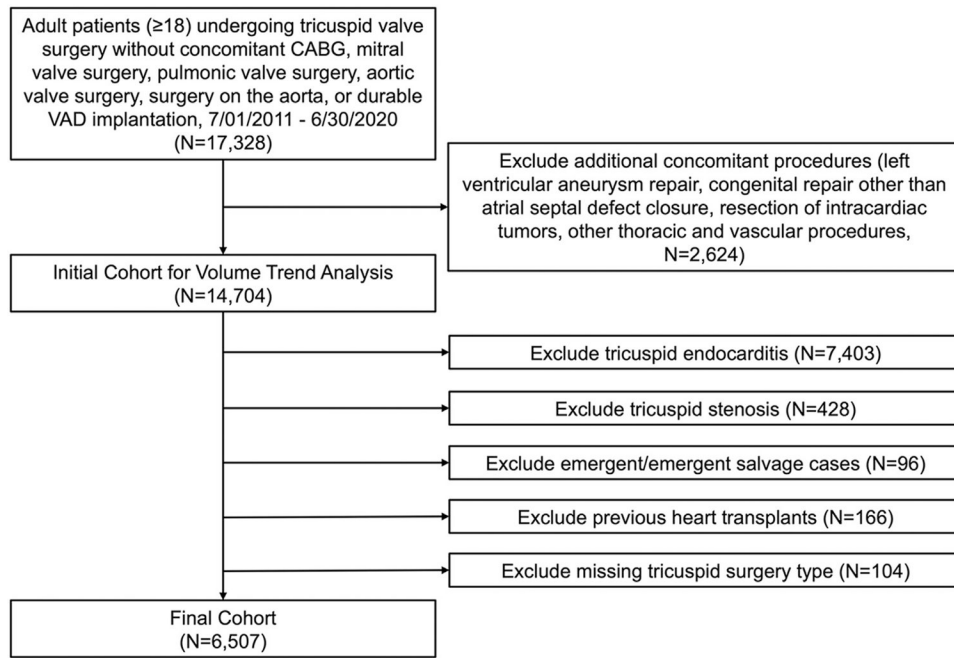 Adult patients (≥18) undergoing tricuspid valve
surgery without concomitant CABG, mitral
valve surgery, pulmonic valve surgery, aortic
valve surgery, surgery on the aorta, or durable
VAD implantation, 7/01/2011 - 6/30/2020
(N=17,328)
Exclude additional concomitant procedures (left
ventricular aneurysm repair, congenital repair other than
atrial septal defect closure, resection of intracardiac
tumors, other thoracic and vascular procedures,
N=2,624)
Initial Cohort for Volume Trend Analysis
(N=14,704)
Exclude tricuspid endocarditis (N=7,403)
Exclude tricuspid stenosis (N=428)
Exclude emergent/emergent salvage cases (N=96)
Exclude previous heart transplants (N=166)
Exclude missing tricuspid surgery type (N=104)
Final Cohort
(N=6,507)